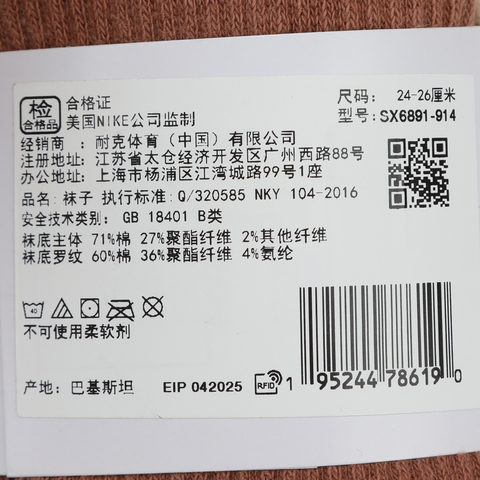 检
合格品
合格证
美国NIKE公司监制
尺码： 24-26厘米
型号：SX6891-914
经销商 ： 耐克体育（中国）有限公司
注册地址：江苏省太仓经济开发区广州西路88号
办公地址：上海市杨浦区江湾城路99号1座
品名：袜子 执行标准：Q/320585 NKY 104-2016
安全技术类别： GB 18401 B类
袜底主体 71%棉 27%聚酯纤维 2%其他纤维
袜底罗纹 60%棉 36%聚酯纤维 4%氨纶
40
不可使用柔软剂
产地：巴基斯坦
EIP 042025
RFID
1 95244 78619 0